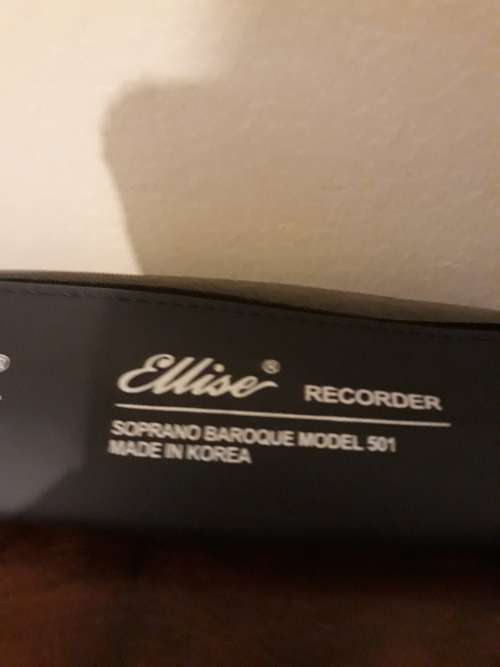 Ellise® RECORDER
SOPRANO BAROQUE MODEL 501
MADE IN KOREA